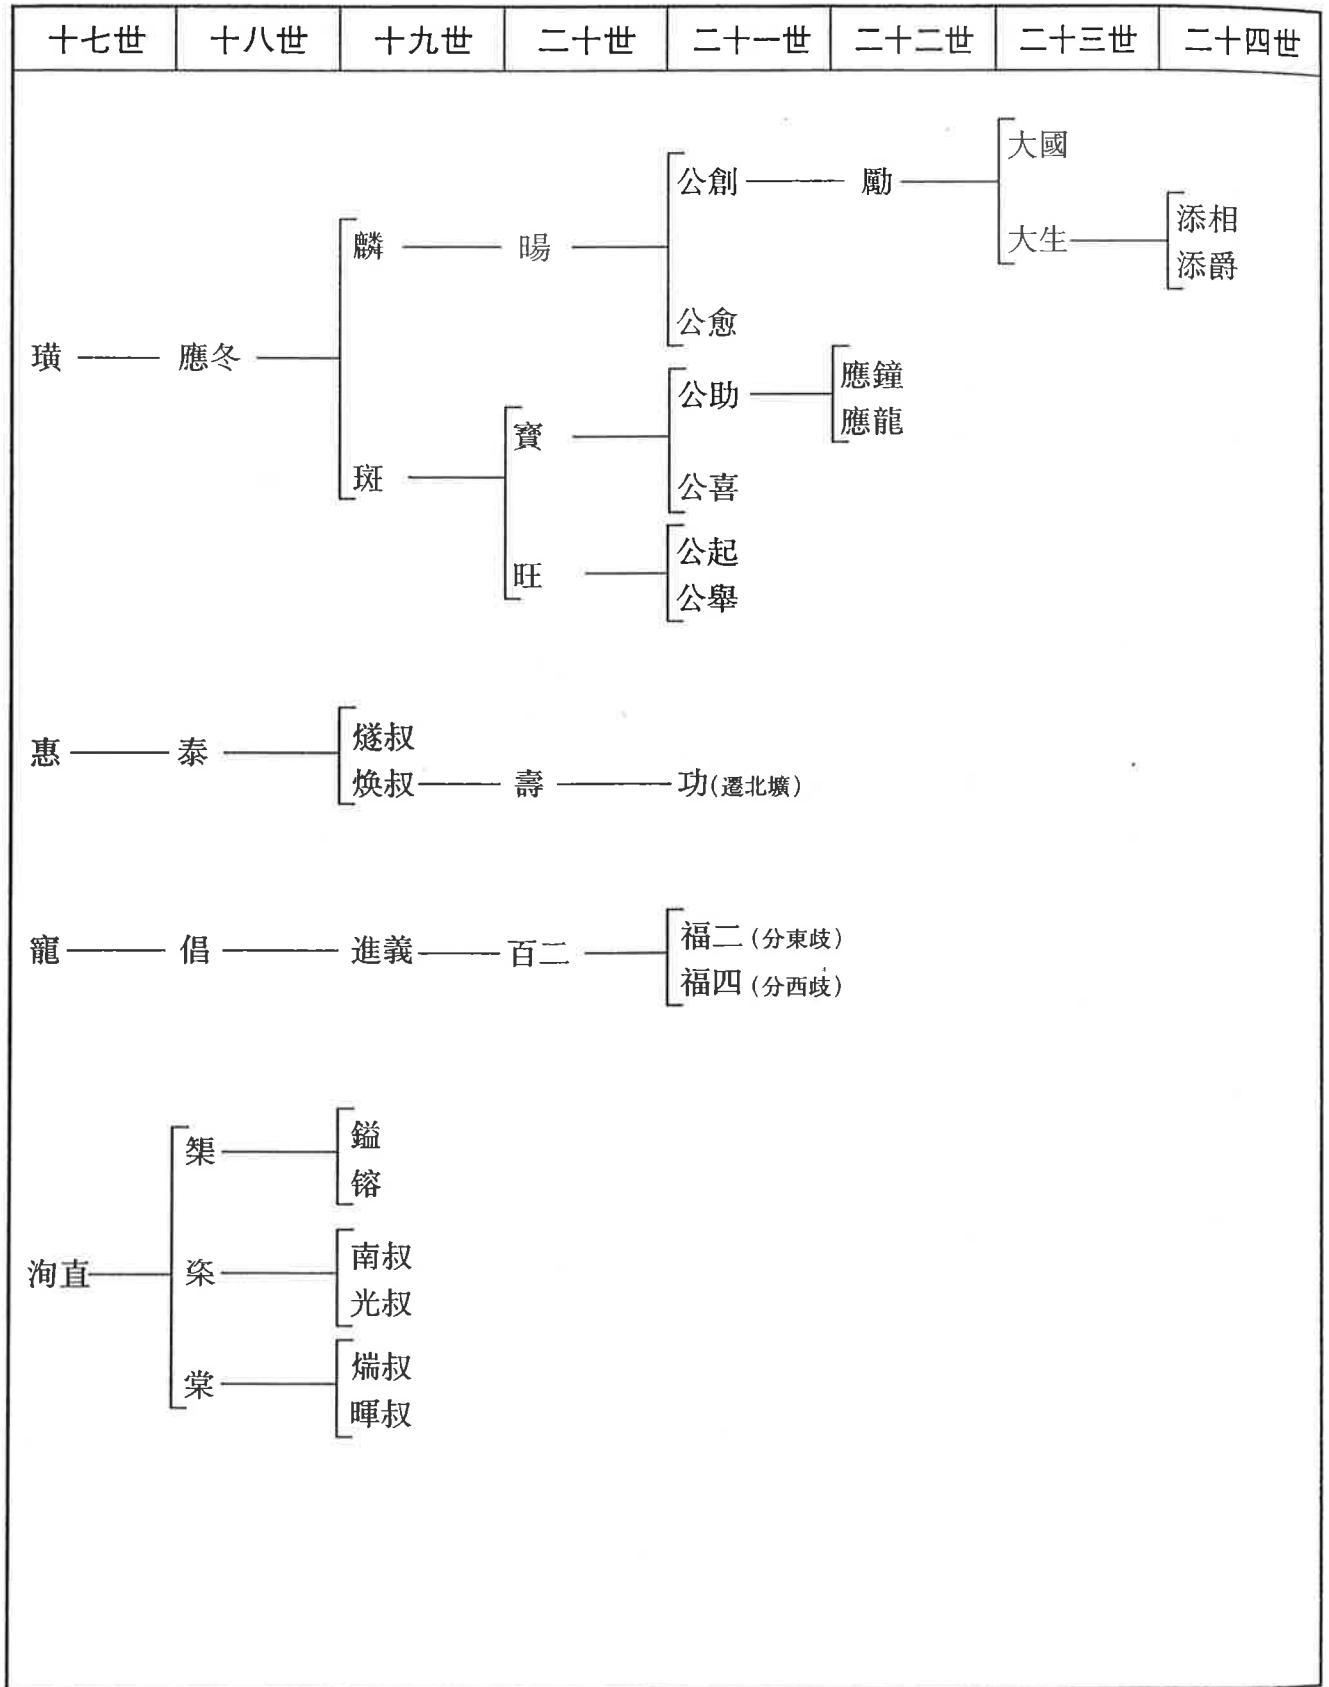 十七世 十八世 十九世 二十世 二十一世 二十二世 二十三世 二十四世
大國
公創 勵
添相
大生
麟 暘
添爵
公愈
璜 應冬
應鐘
公助
應龍
寶
斑
公喜
公起
旺
公舉
燧叔
惠 泰
焕叔 壽 功(遷北壙)
福二(分東歧)
寵 倡 進義 百二
福四(分西歧)
鎰
榘
镕
南叔
洵直 桬
光叔
煓叔
棠
暉叔